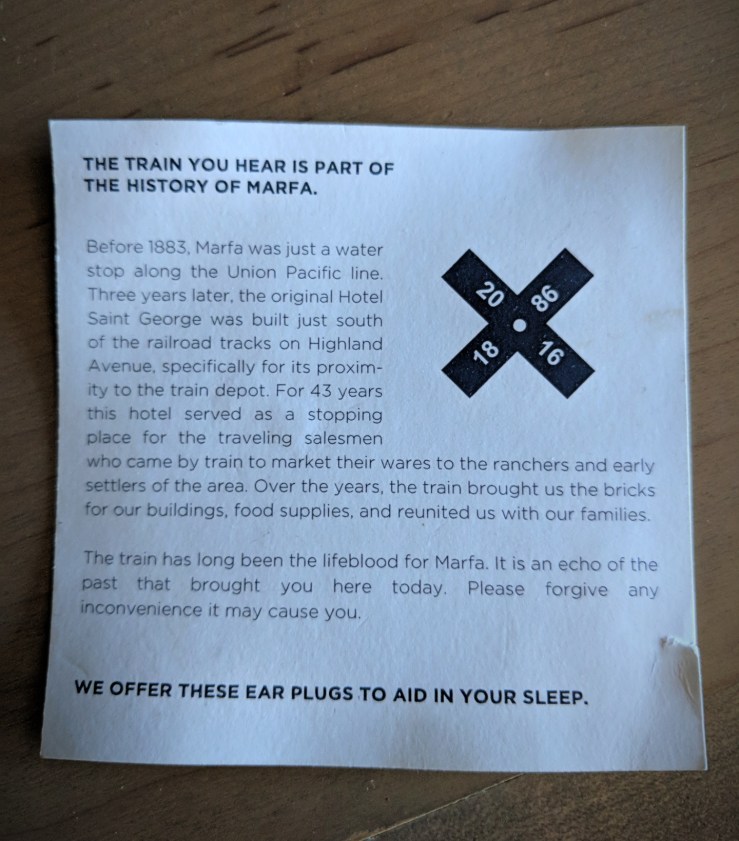 THE TRAIN YOU HEAR IS PART OF
THE HISTORY OF MARFA.
Before 1883, Marfa was just a water
stop along the Union Pacific line.
Three years later, the original Hotel
Saint George was built just south
of the railroad tracks on Highland
Avenue, specifically for its proxim-
ity to the train depot. For 43 years
this hotel served as a stopping
place for the traveling salesmen
who came by train to market their wares to the ranchers and early
settlers of the area. Over the years, the train brought us the bricks
for our buildings, food supplies, and reunited us with our families.
20 86
18 16
The train has long been the lifeblood for Marfa. It is an echo of the
past that brought you here today. Please forgive any
inconvenience it may cause you.
WE OFFER THESE EAR PLUGS TO AID IN YOUR SLEEP.